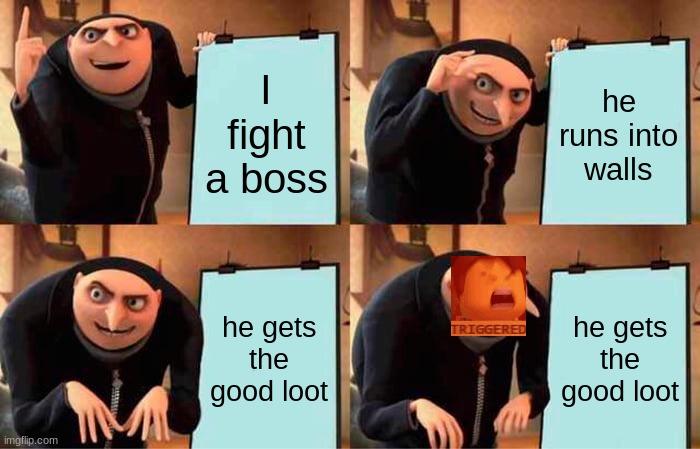 I
fight
a boss
he
runs into
walls
he gets
the
good loot
TRIGGERED
he gets
the
good loot
imgflip.com